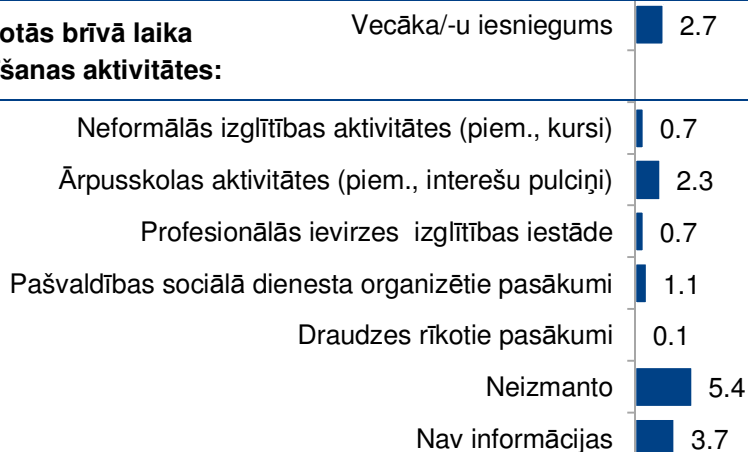 Vecāka/-u iesniegums 2.7
brīvā laika
aktivitātes:
Neformālās izglītības aktivitātes (piem., kursi) 0.7
Ārpusskolas aktivitātes (piem., interešu pulciņi) 2.3
Profesionālās ievirzes izglītības iestāde 0.7
Pašvaldības sociālā dienesta organizētie pasākumi 1.1
Draudzes rīkotie pasākumi 0.1
Neizmanto 5.4
Nav informācijas 3.7